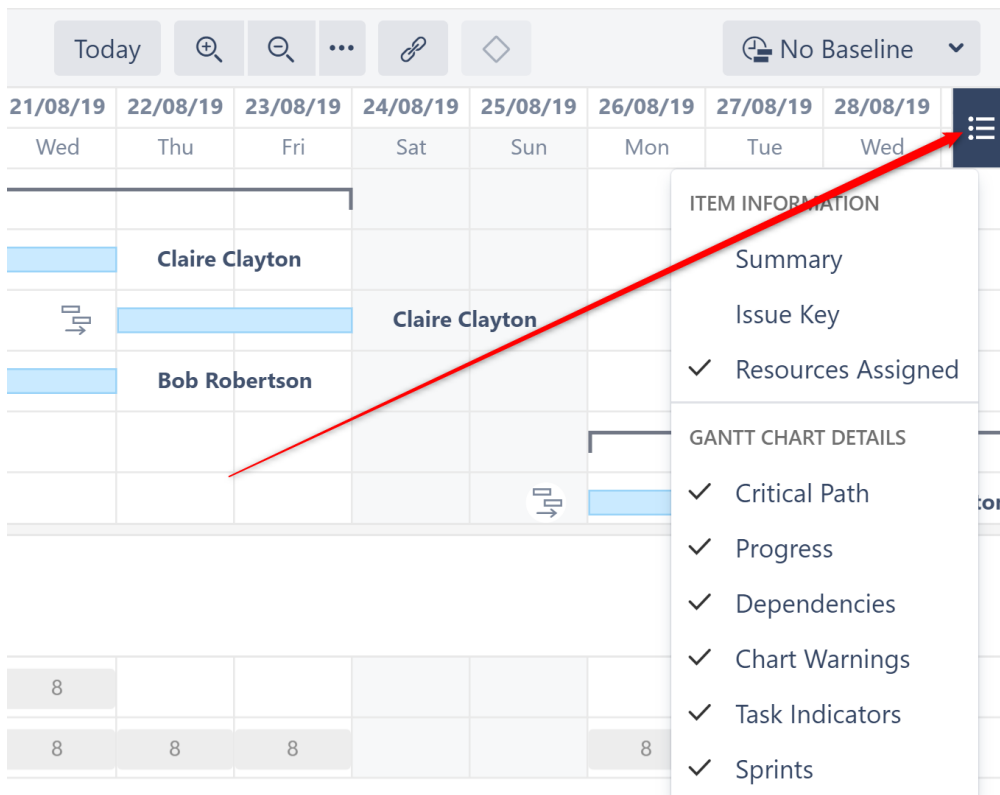 Today
No Baseline
21/08/19 22/08/19 23/08/19 24/08/19 25/08/19 26/08/19 27/08/19 28/08/19
Wed Thu Fri Sat Sun Mon Tue Wed
ITEM INFORMATION
Claire Clayton
Summary
Issue Key
Claire Clayton
Resources Assigned
Bob Robertson
GANTT CHART DETAILS
Critical Path
Progress
Dependencies
Chart Warnings
8
Task Indicators
8 8 8 8
Sprints